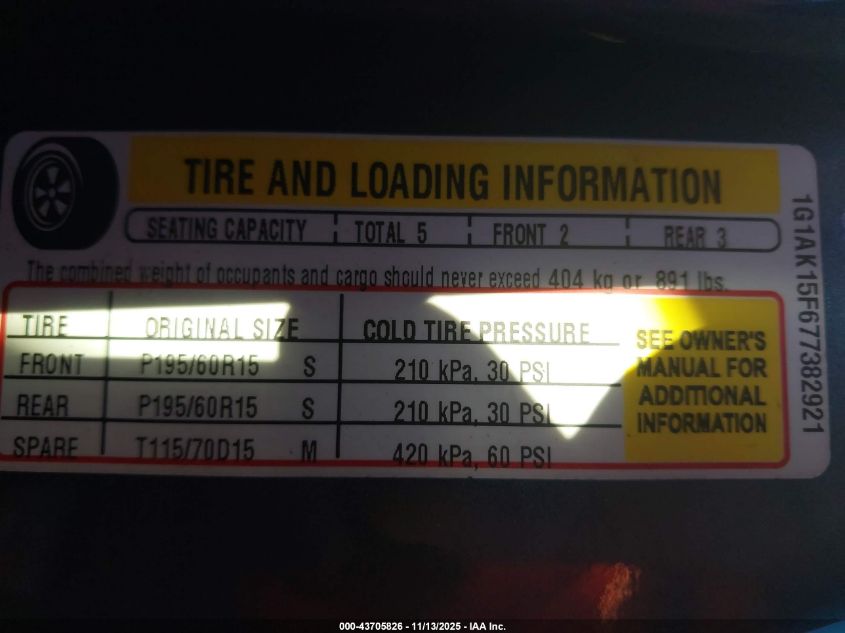 TIRE AND LOADING INFORMATION
SEATING CAPACITY TOTAL 5 FRONT 2 REAR 3
The combined weight of occupants and cargo should never exceed 404 kg or 891 lbs.
TIRE ORIGINAL SIZE COLD TIRE PRESSURE
FRONT P195/60R15 S 210 kPa, 30 PSI
REAR P195/60R15 S 210 kPa, 30 PSI
SPARE T115/70D15 M 420 kPa, 60 PSI
SEE OWNER'S
MANUAL FOR
ADDITIONAL
INFORMATION
1G1AK15F677382921
000-43705826 - 11/13/2025 - IAA Inc.